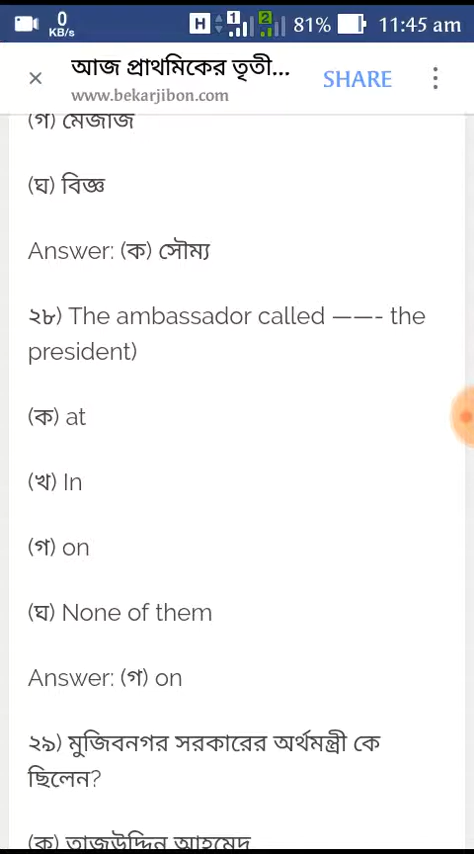 0
KB/s
H 1 2 81% 11:45 am
আজ প্রাথমিকের তৃতী...
www.bekarjibon.com
SHARE
(গ) মেজাজ
(ঘ) বিজ্ঞ
Answer: (ক) সৌম্য
২৮) The ambassador called ——- the
president)
(ক) at
(খ) In
(গ) on
(ঘ) None of them
Answer: (গ) on
২৯) মুজিবনগর সরকারের অর্থমন্ত্রী কে
ছিলেন?
(ক) তাজউদ্দিন আহমেদ